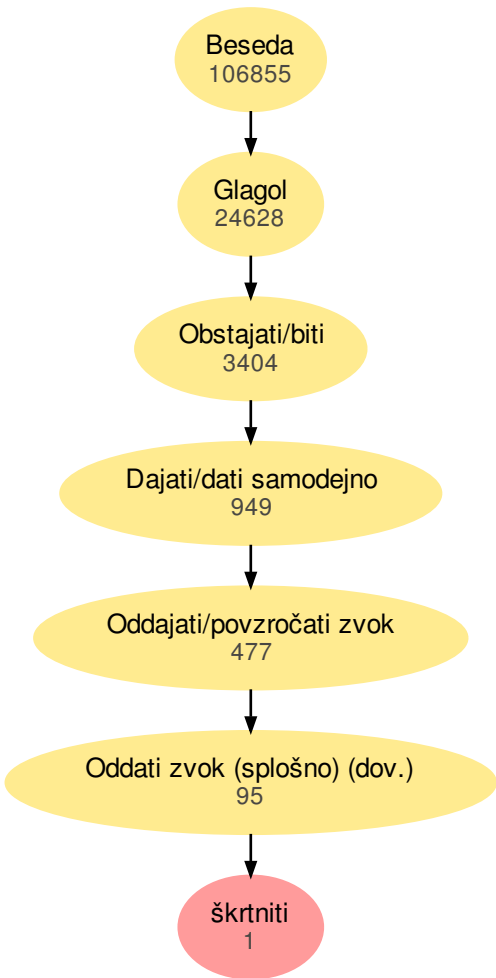 Beseda
106855
Glagol
24628
Obstajati/biti
3404
Dajati/dati samodejno
949
Oddajati/povzročati zvok
477
Oddati zvok (splošno) (dov.)
95
škrtniti
1